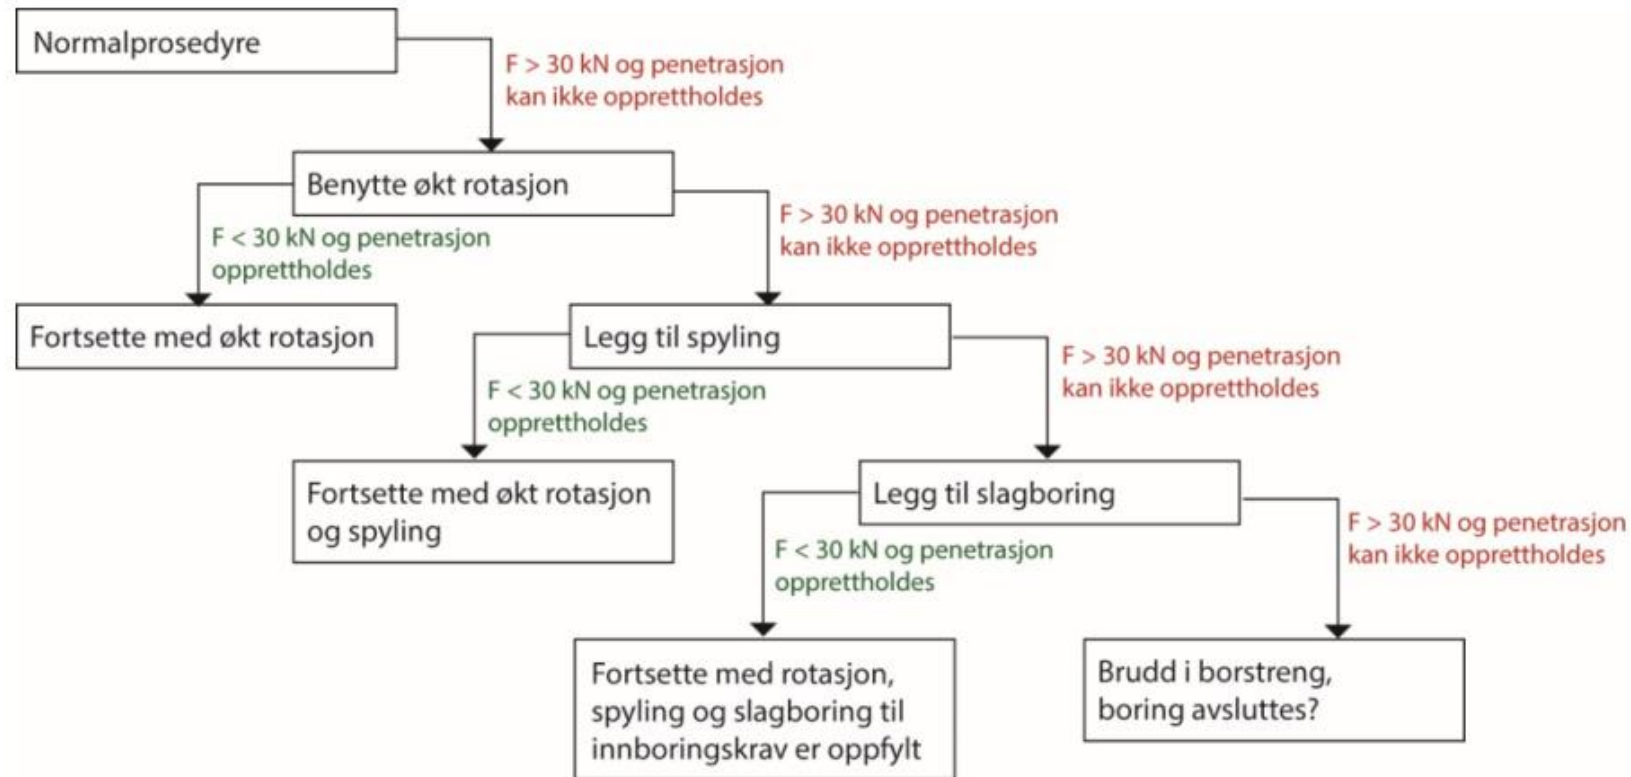 Normalprosedyre
F > 30 kN og penetrasjon
kan ikke opprettholdes
Benytte økt rotasjon
F < 30 kN og penetrasjon
opprettholdes
F > 30 kN og penetrasjon
kan ikke opprettholdes
Fortsette med økt rotasjon
Legg til spyling
F < 30 kN og penetrasjon
opprettholdes
F > 30 kN og penetrasjon
kan ikke opprettholdes
Fortsette med økt rotasjon
og spyling
Legg til slagboring
F < 30 kN og penetrasjon
opprettholdes
F > 30 kN og penetrasjon
kan ikke opprettholdes
Fortsette med rotasjon,
spyling og slagboring til
innboringskrav er oppfylt
Brudd i borstreng,
boring avsluttes?